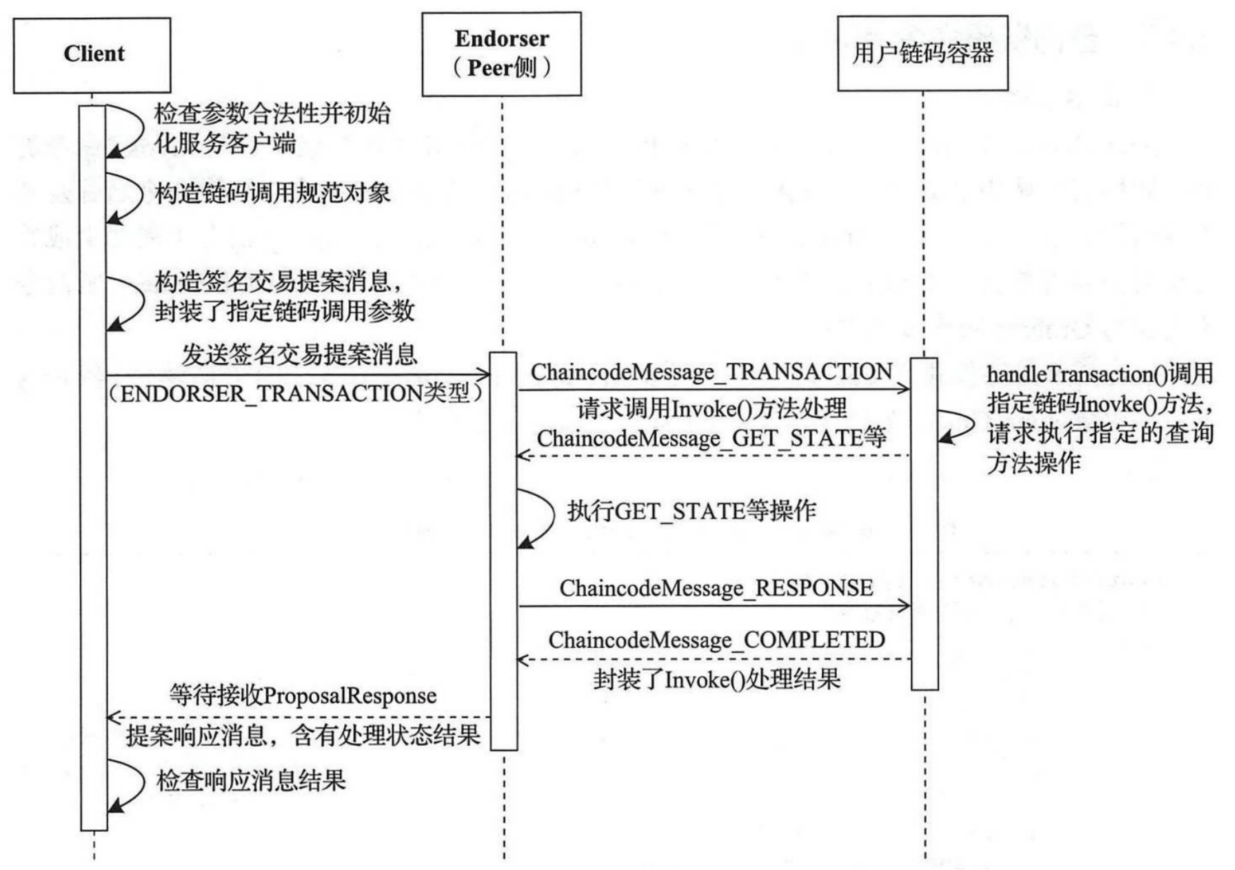 Client
Endorser
（Peer侧）
用户链码容器
检查参数合法性并初始
化服务客户端
构造链码调用规范对象
构造签名交易提案消息，
封装了指定链码调用参数
发送签名交易提案消息
（ENDORSER_TRANSACTION类型）
ChaincodeMessage_TRANSACTION
请求调用Invoke()方法处理
handleTransaction()调用
指定链码Inovke()方法，
请求执行指定的查询
方法操作
ChaincodeMessage_GET_STATE等
执行GET_STATE等操作
ChaincodeMessage_RESPONSE
ChaincodeMessage_COMPLETED
封装了Invoke()处理结果
等待接收ProposalResponse
提案响应消息，含有处理状态结果
检查响应消息结果